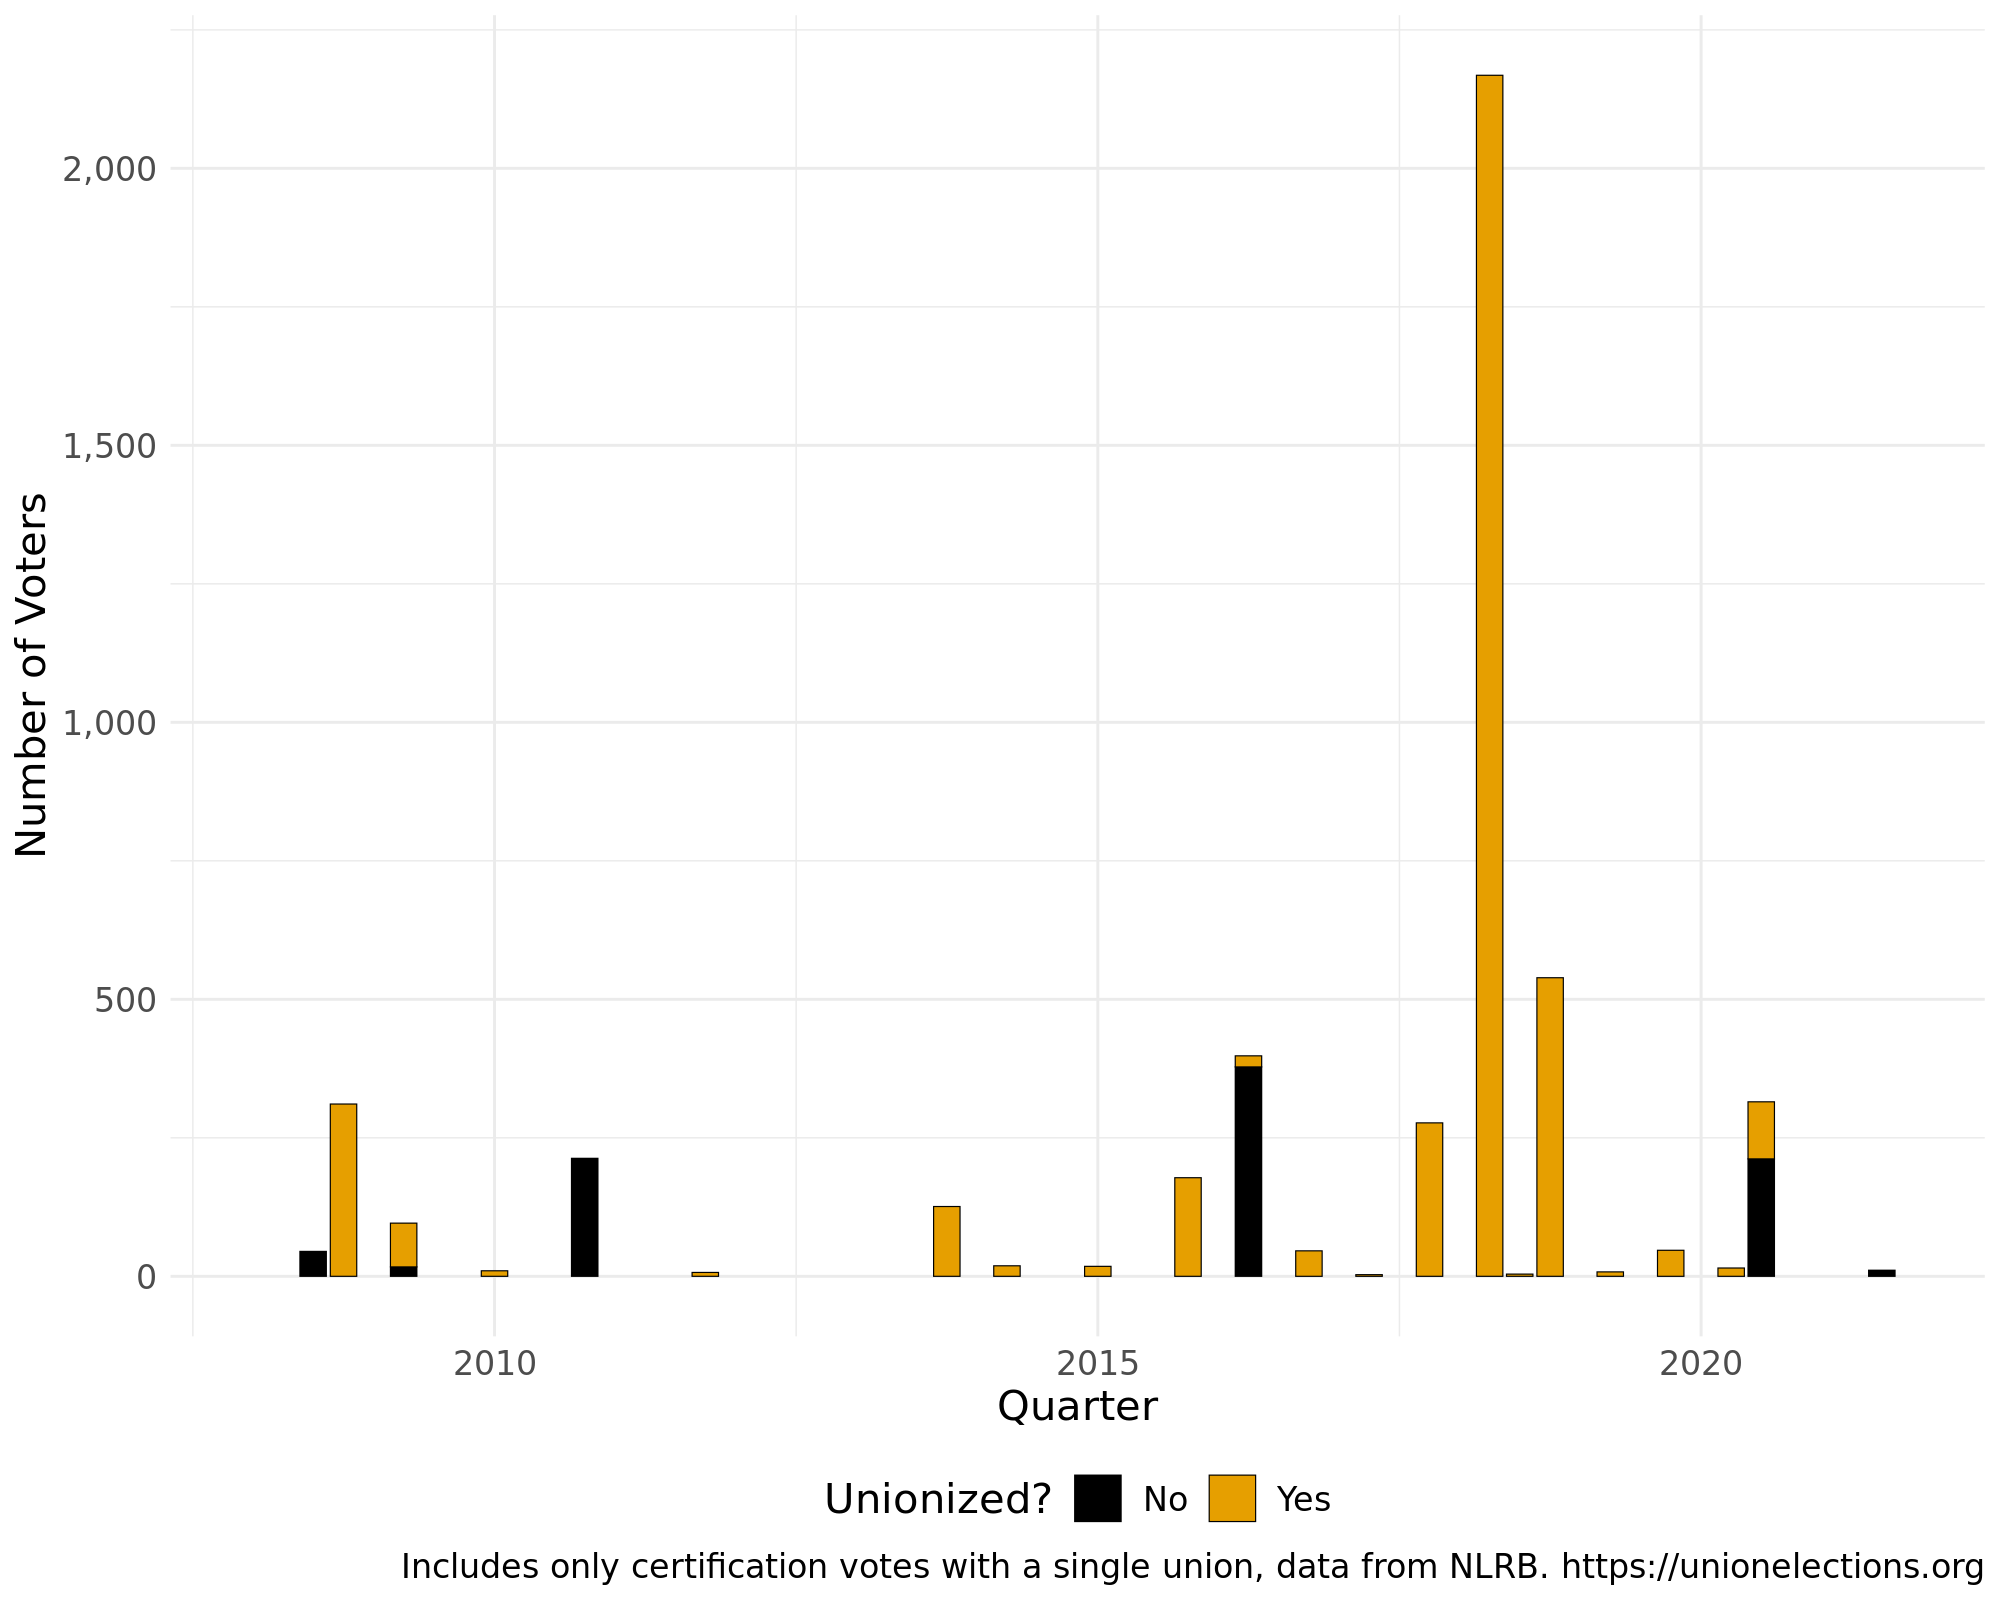 Number of Voters
2,000
1,500
1,000
500
0
2010 2015 2020
Quarter
Unionized? No Yes
Includes only certification votes with a single union, data from NLRB. https://unionelections.org